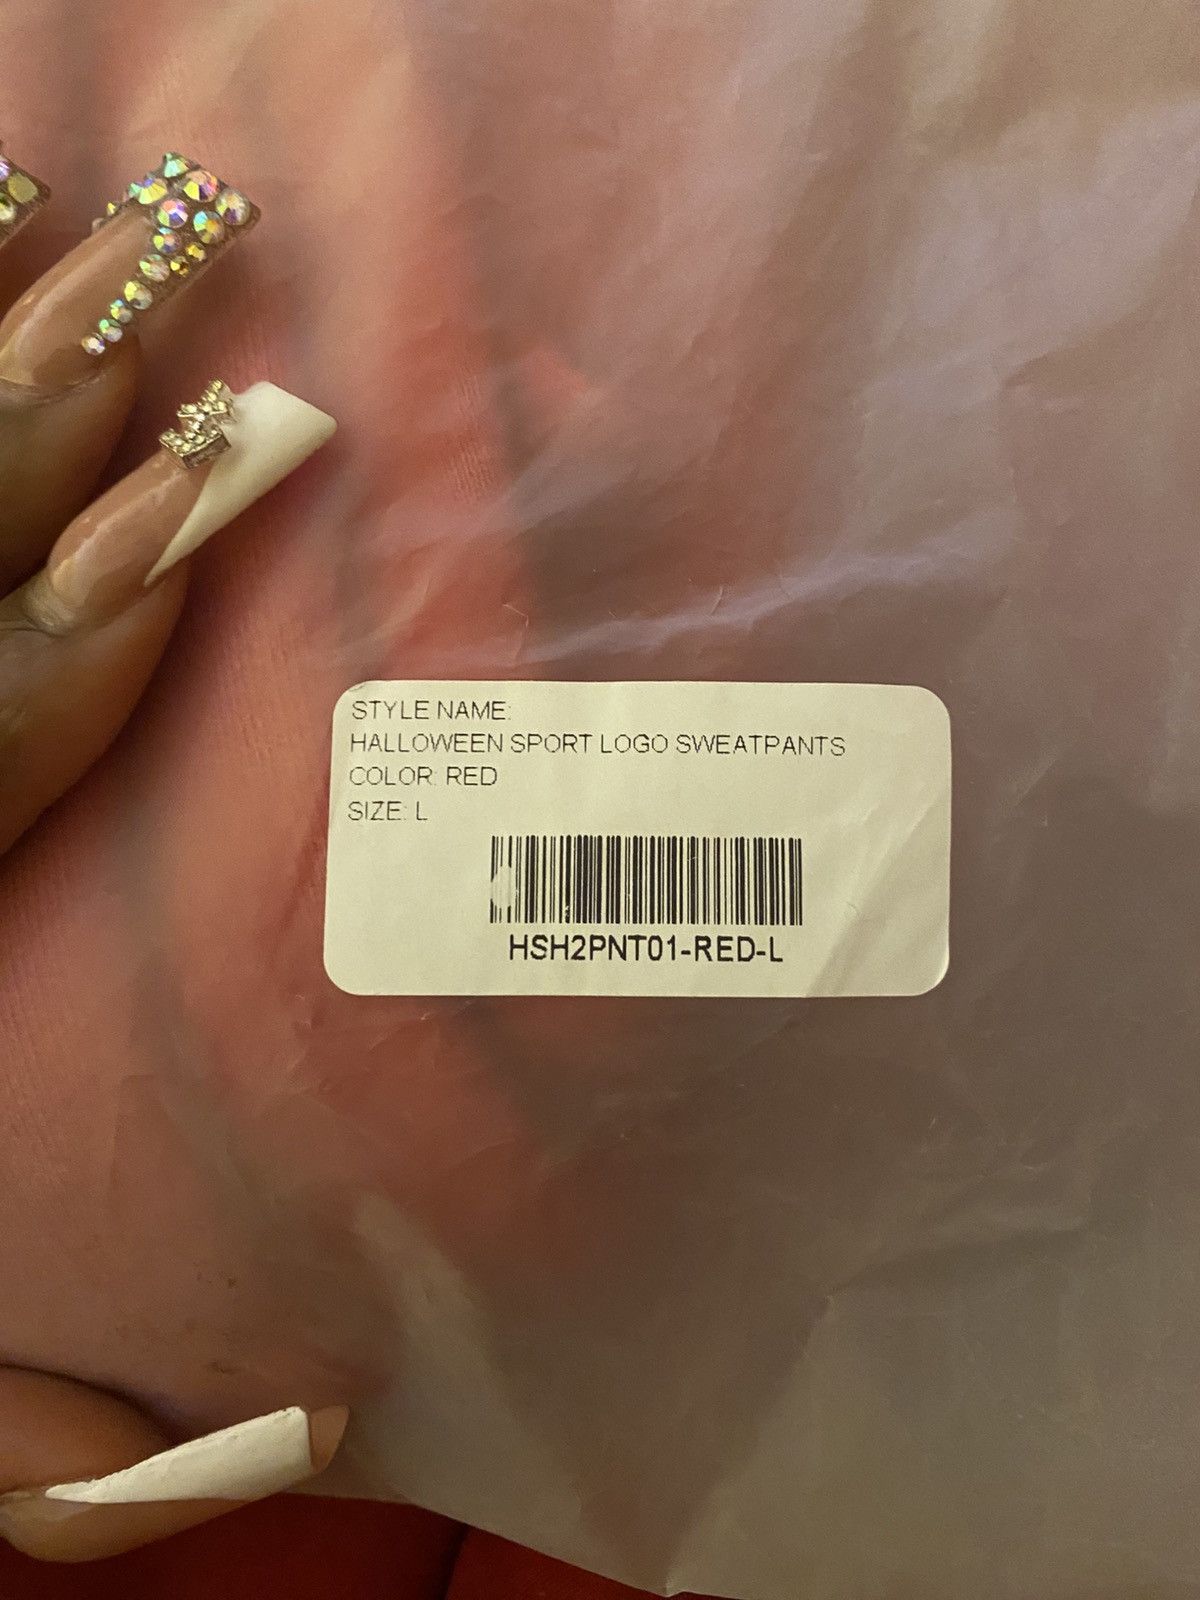 STYLE NAME:
HALLOWEEN SPORT LOGO SWEATPANTS
COLOR: RED
SIZE: L
HSH2PNT01-RED-L